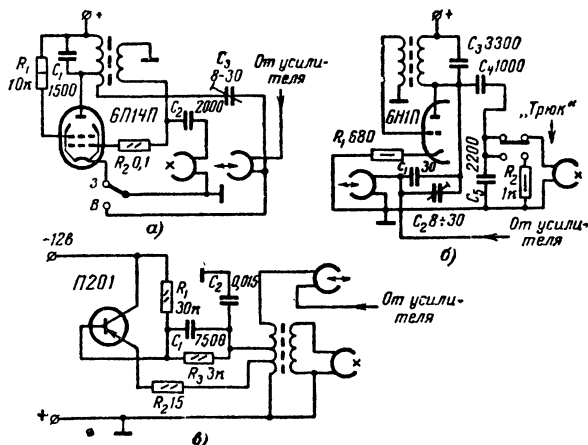 +
R₁
10к
C₁
1500
6П14П
C₂
2000
C₃
8-30
От усили-
теля
R₂ 0,1
×
З
В
а)
+
C₃ 3300
C₄ 1000
6Н1П
R₁ 680
C₁ 30
C₂ 8÷30
2200
C₅
„Трюк“
R₂
1к
×
От усили-
теля
б)
-12В
П201
R₁
30к
C₂
0,015
C₁
7500
R₃ 3к
R₂ 15
От усили-
теля
×
+
в)